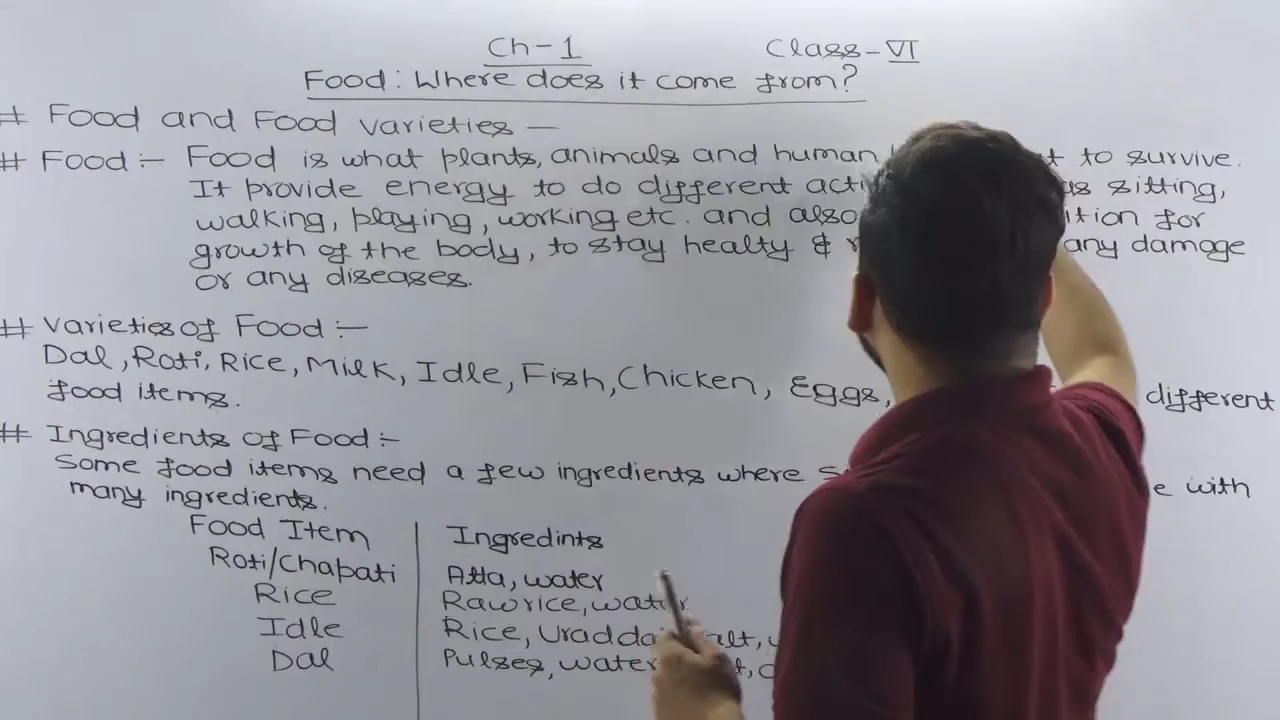 Ch-1
Class-VI
Food: Where does it come from?
# Food and Food varieties —
# Food :- Food is what plants, animals and human to survive.
It provide energy to do different sitting,
walking, playing, working etc. and also for
growth of the body, to stay healty & any damage
or any diseases.
# Varieties of Food :-
Dal, Roti, Rice, Milk, Idle, Fish, Chicken, Eggs, different
food items.
# Ingredients of Food :-
Some food items need a few ingredients where with
many ingredients.
Food Item
Ingredints
Roti/Chapati
Atta, water
Rice
Raw rice, water
Idle
Rice,
Dal
Pulses, water